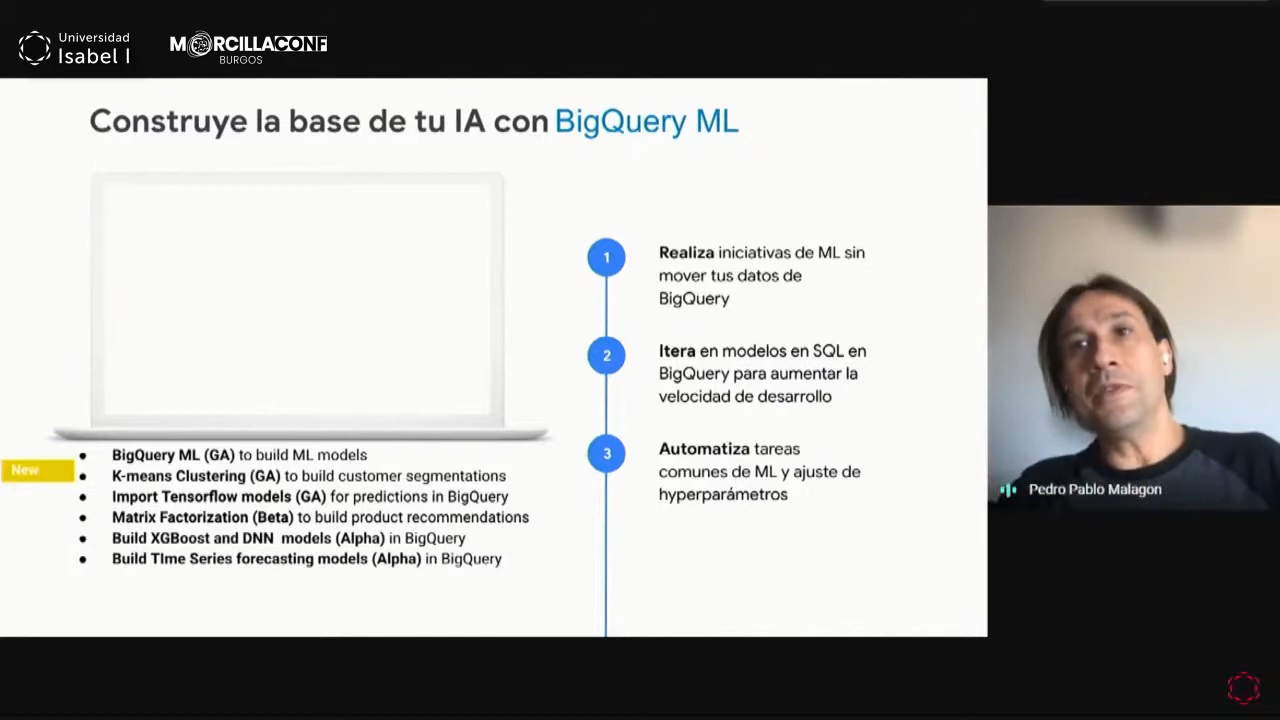 Universidad
Isabel I
MORCILLACONF
BURGOS
Construye la base de tu IA con BigQuery ML
1
Realiza iniciativas de ML sin
mover tus datos de
BigQuery
2
Itera en modelos en SQL en
BigQuery para aumentar la
velocidad de desarrollo
3
Automatiza tareas
comunes de ML y ajuste de
hyperparámetros
New
• BigQuery ML (GA) to build ML models
• K-means Clustering (GA) to build customer segmentations
• Import Tensorflow models (GA) for predictions in BigQuery
• Matrix Factorization (Beta) to build product recommendations
• Build XGBoost and DNN models (Alpha) in BigQuery
• Build TIme Series forecasting models (Alpha) in BigQuery
Pedro Pablo Malagon